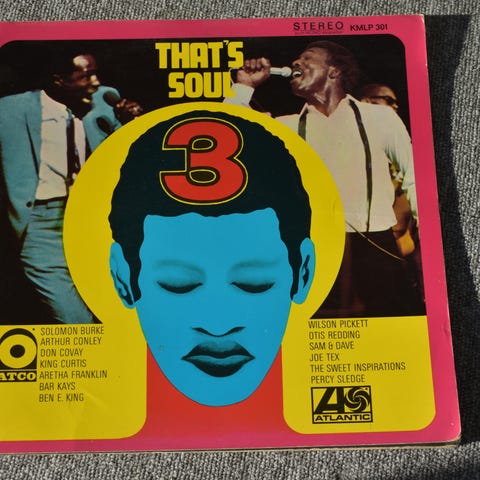 STEREO
KMLP 301
THAT'S
SOUL
3
SOLOMON BURKE
ARTHUR CONLEY
DON COVAY
KING CURTIS
ARETHA FRANKLIN
BAR KAYS
BEN E. KING
ATCO
WILSON PICKETT
OTIS REDDING
SAM & DAVE
JOE TEX
THE SWEET INSPIRATIONS
PERCY SLEDGE
ATLANTIC